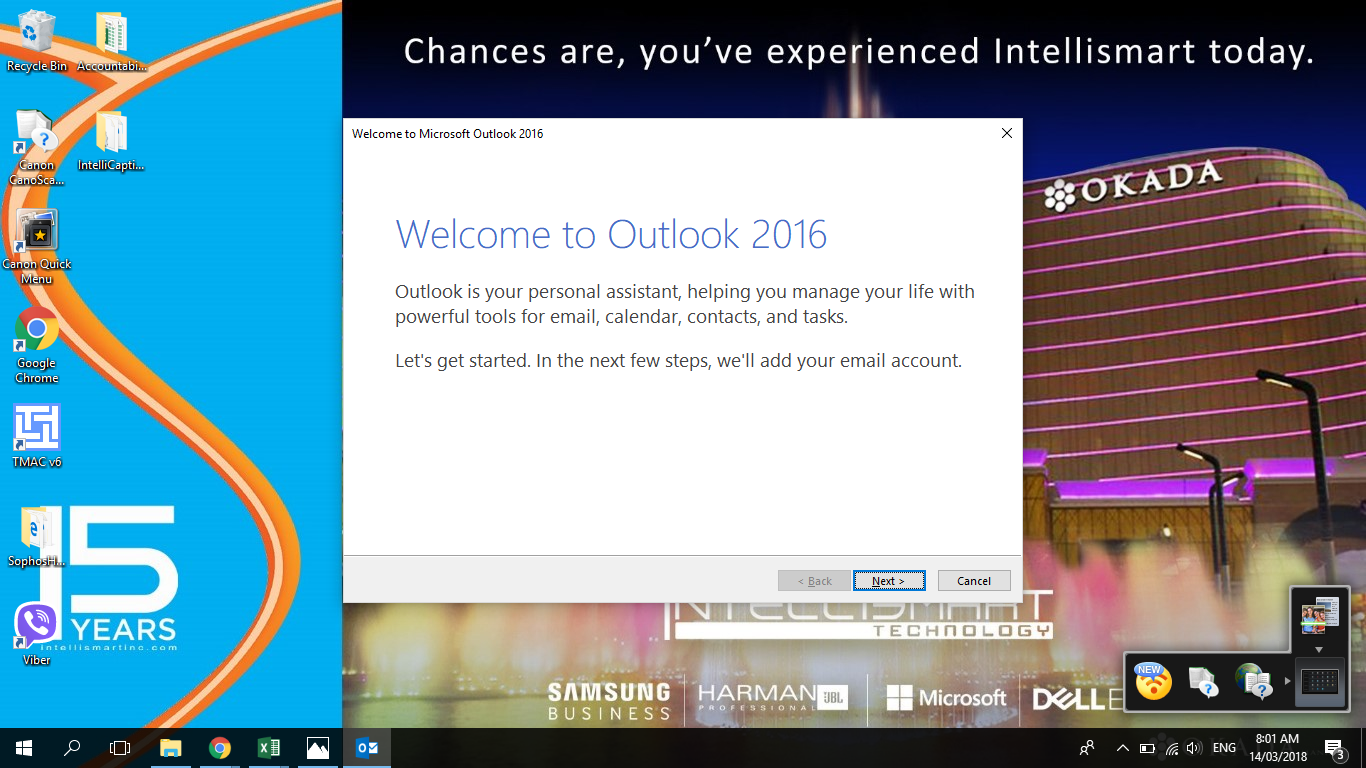 Chances are, you've experienced Intellismart today.
Recycle Bin
Accountabi...
Canon
CanoSca...
IntelliCapti...
Canon Quick
Menu
Google
Chrome
TMAC v6
SophosH...
Viber
15
YEARS
intellismartinc.com
Welcome to Microsoft Outlook 2016
Welcome to Outlook 2016
Outlook is your personal assistant, helping you manage your life with
powerful tools for email, calendar, contacts, and tasks.
Let's get started. In the next few steps, we'll add your email account.
< Back
Next >
Cancel
OKADA
INTELLISMART
TECHNOLOGY
SAMSUNG
BUSINESS
HARMAN
PROFESSIONAL
JBL
Microsoft
DELL E
NEW
ENG
8:01 AM
14/03/2018
3